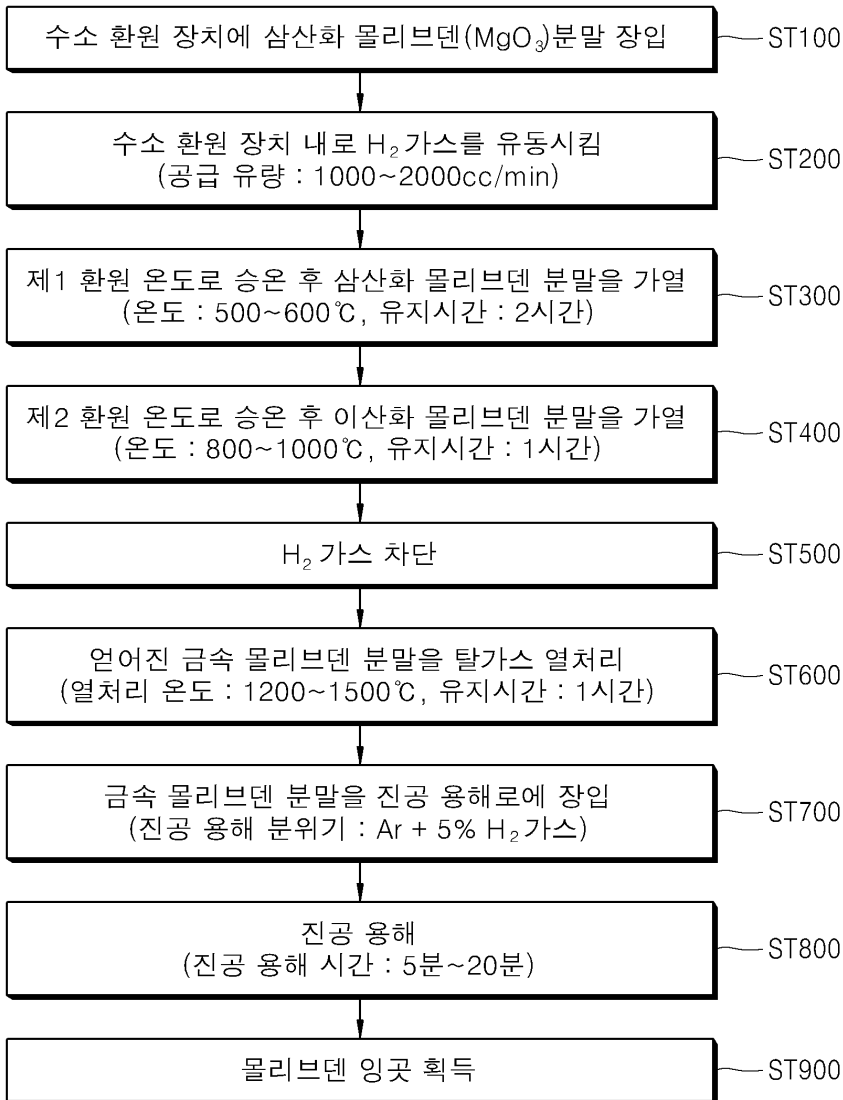 수소 환원 장치에 삼산화 몰리브덴(MgO₃)분말 장입
ST100
수소 환원 장치 내로 H₂ 가스를 유동시킴
(공급 유량 : 1000~2000cc/min)
ST200
제1 환원 온도로 승온 후 삼산화 몰리브덴 분말을 가열
(온도 : 500~600℃, 유지시간 : 2시간)
ST300
제2 환원 온도로 승온 후 이산화 몰리브덴 분말을 가열
(온도 : 800~1000℃, 유지시간 : 1시간)
ST400
H₂ 가스 차단
ST500
얻어진 금속 몰리브덴 분말을 탈가스 열처리
(열처리 온도 : 1200~1500℃, 유지시간 : 1시간)
ST600
금속 몰리브덴 분말을 진공 용해로에 장입
(진공 용해 분위기 : Ar + 5% H₂ 가스)
ST700
진공 용해
(진공 용해 시간 : 5분~20분)
ST800
몰리브덴 잉곳 획득
ST900